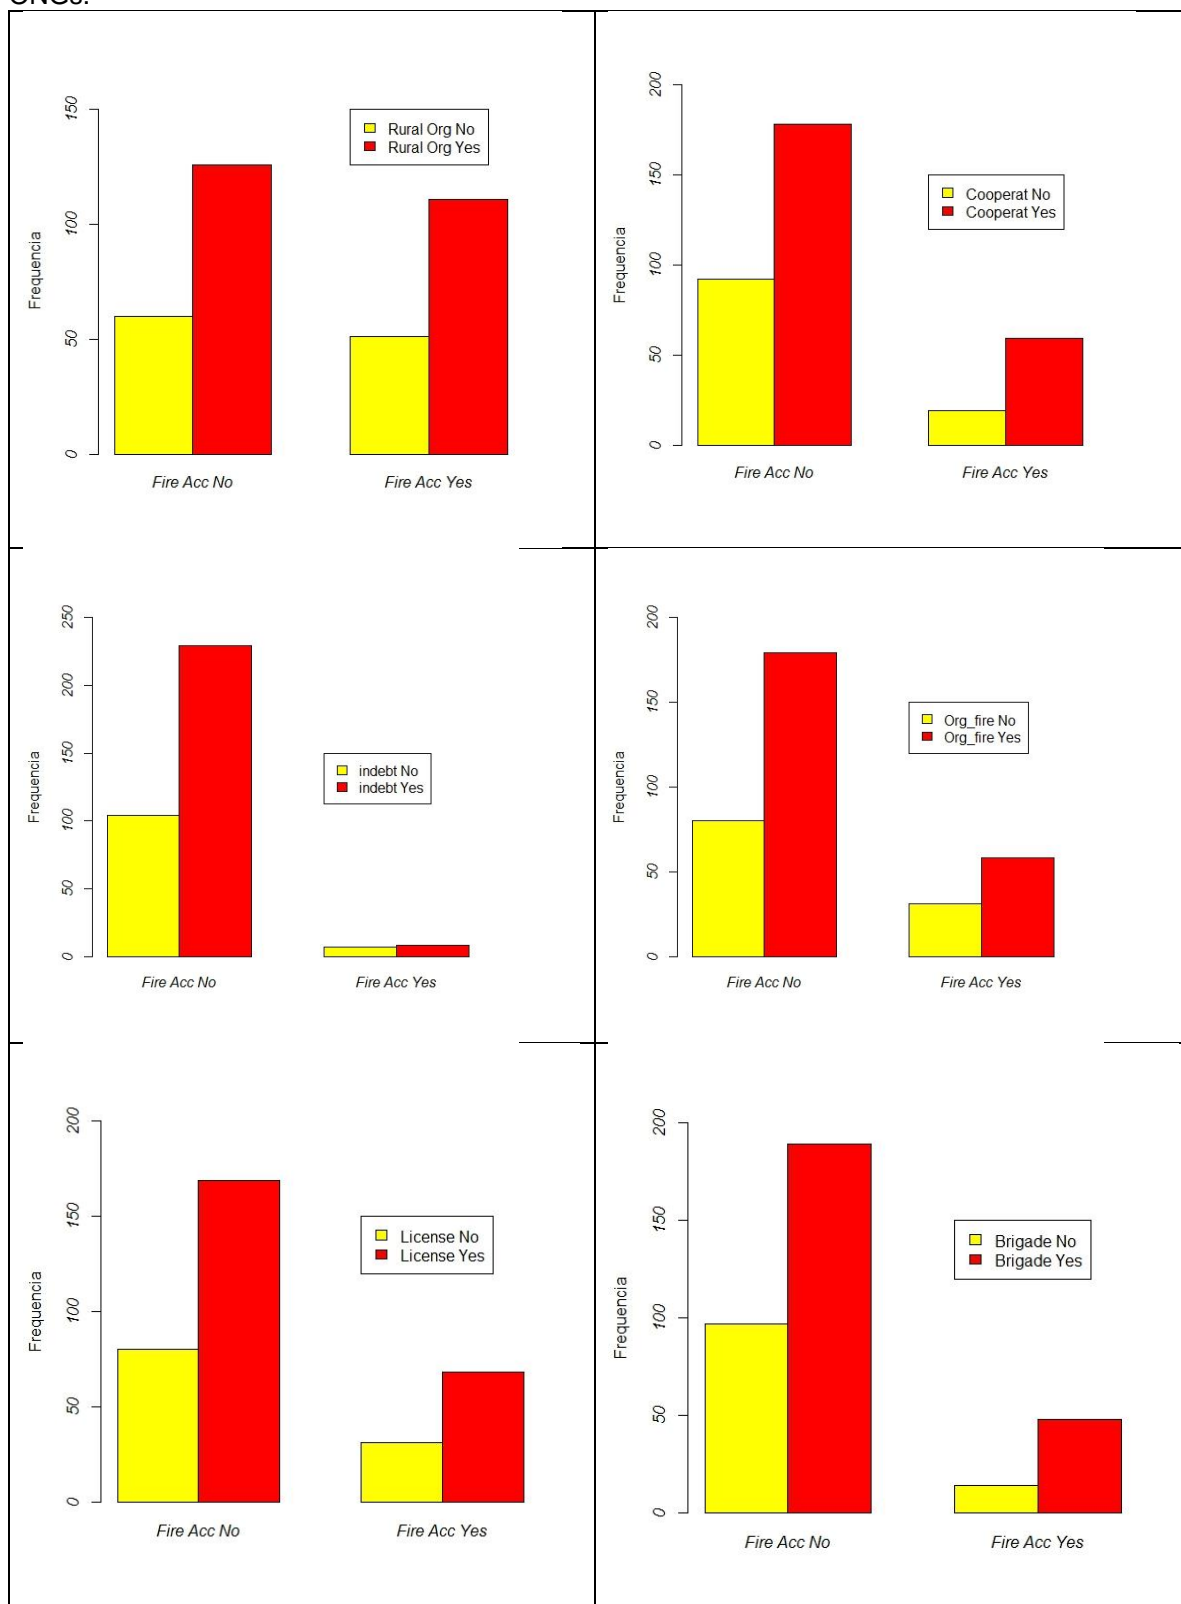 ONGs.
150
100
50
0
Frequencia
Rural Org No
Rural Org Yes
Fire Acc No
Fire Acc Yes
200
150
100
50
0
Frequencia
Cooperat No
Cooperat Yes
Fire Acc No
Fire Acc Yes
250
200
150
100
50
0
Frequencia
indebt No
indebt Yes
Fire Acc No
Fire Acc Yes
200
150
100
50
0
Frequencia
Org_fire No
Org_fire Yes
Fire Acc No
Fire Acc Yes
200
150
100
50
0
Frequencia
License No
License Yes
Fire Acc No
Fire Acc Yes
200
150
100
50
0
Frequencia
Brigade No
Brigade Yes
Fire Acc No
Fire Acc Yes